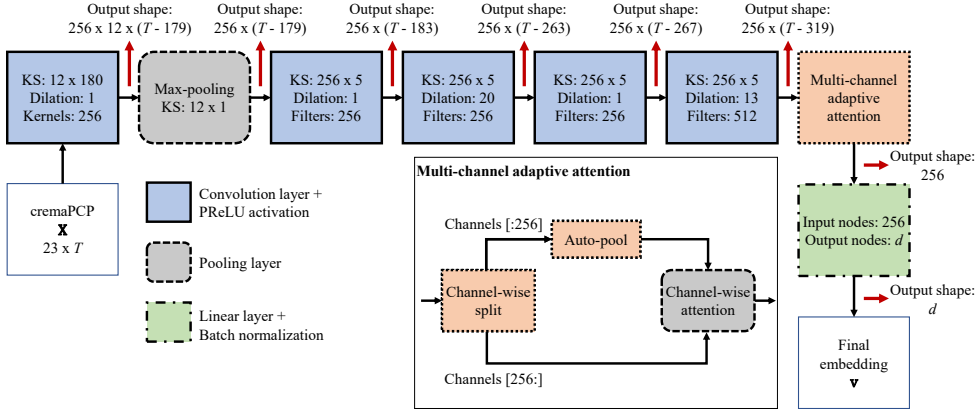 Output shape:
256 x 12 x (T - 179)
Output shape:
256 x (T - 179)
Output shape:
256 x (T - 183)
Output shape:
256 x (T - 263)
Output shape:
256 x (T - 267)
Output shape:
256 x (T - 319)
KS: 12 x 180
Dilation: 1
Kernels: 256
Max-pooling
KS: 12 x 1
KS: 256 x 5
Dilation: 1
Filters: 256
KS: 256 x 5
Dilation: 20
Filters: 256
KS: 256 x 5
Dilation: 1
Filters: 256
KS: 256 x 5
Dilation: 13
Filters: 512
Multi-channel
adaptive
attention
Output shape:
256
cremaPCP
X
23 x T
Convolution layer +
PReLU activation
Pooling layer
Linear layer +
Batch normalization
Multi-channel adaptive attention
Channels [:256]
Auto-pool
Channel-wise
split
Channel-wise
attention
Channels [256:]
Input nodes: 256
Output nodes: d
Output shape:
d
Final
embedding
v